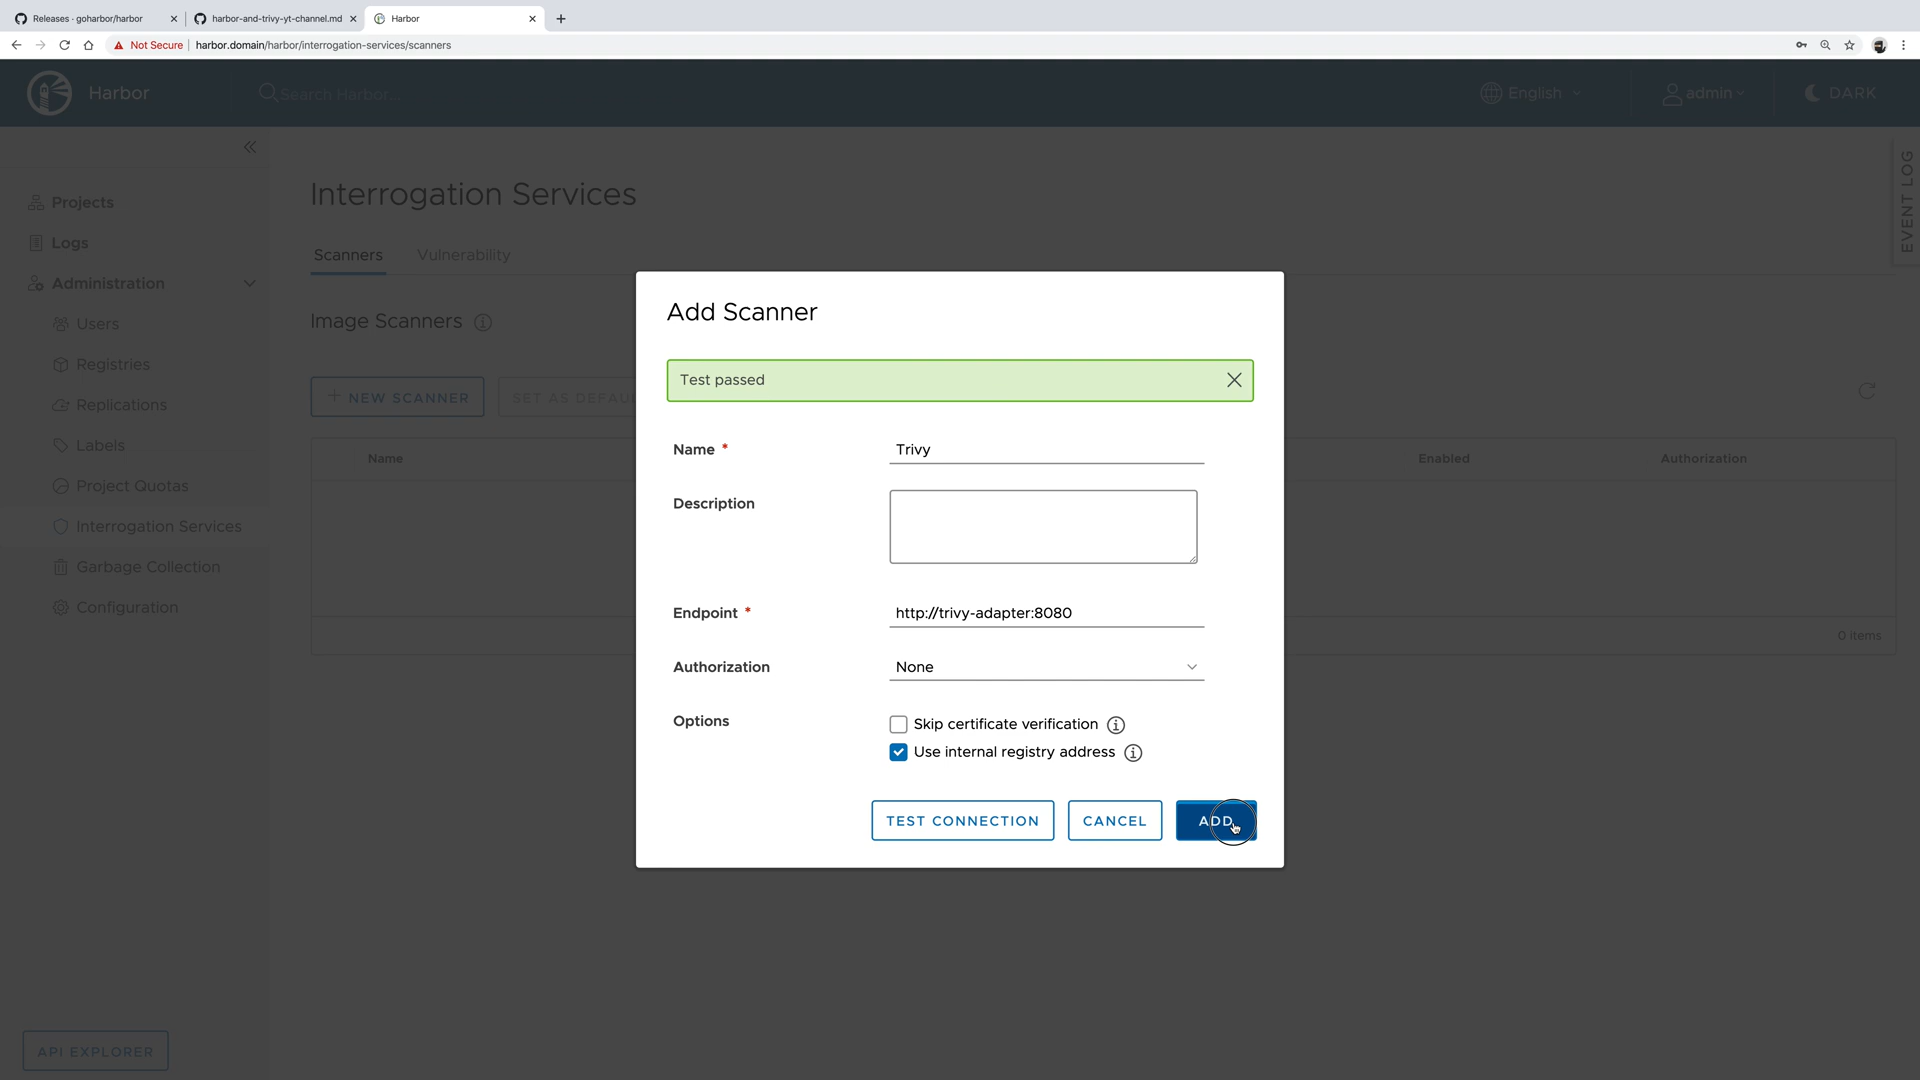 Releases · goharbor/harbor
harbor-and-trivy-yt-channel.md
Harbor
Not Secure
harbor.domain/harbor/interrogation-services/scanners
Harbor
Search Harbor...
English
admin
DARK
EVENT LOG
Projects
Logs
Administration
Users
Registries
Replications
Labels
Project Quotas
Interrogation Services
Garbage Collection
Configuration
API EXPLORER
Interrogation Services
Scanners
Vulnerability
Image Scanners
+ NEW SCANNER
SET AS DEFAU
Name
Enabled
Authorization
0 items
Add Scanner
Test passed
Name *
Trivy
Description
Endpoint *
http://trivy-adapter:8080
Authorization
None
Options
Skip certificate verification
Use internal registry address
TEST CONNECTION
CANCEL
ADD